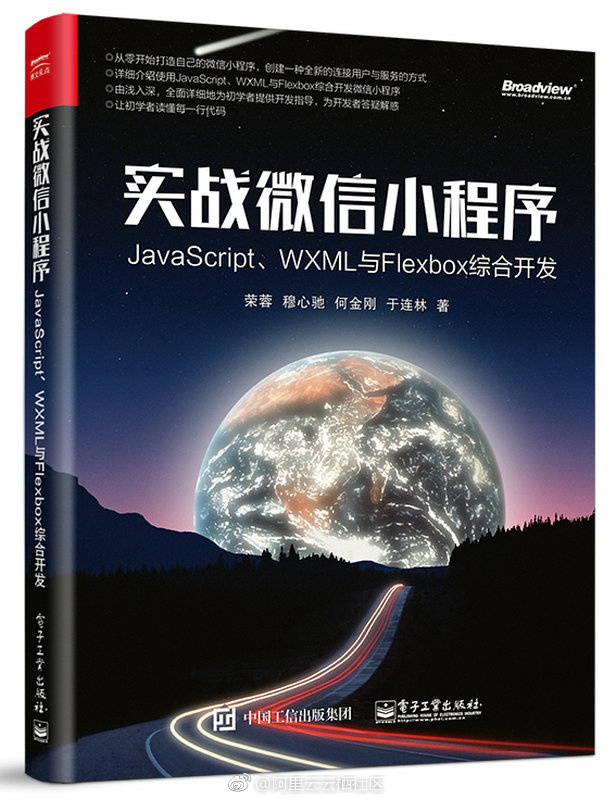 从零开始打造自己的微信小程序，创建一种全新的连接用户与服务的方式
详细介绍使用JavaScript、WXML与Flexbox综合开发微信小程序
由浅入深，全面详细地为初学者提供开发指导，为开发者答疑解惑
让初学者读懂每一行代码
Broadview®
www.broadview.com.cn
实战微信小程序
JavaScript、WXML与Flexbox综合开发
荣蓉 穆心驰 何金刚 于连林 著
中国工信出版集团
电子工业出版社·
PUBLISHING HOUSE OF ELECTRONICS INDUSTRY
http://www.phei.com.cn
博文视点
实战微信小程序
JavaScript、WXML与Flexbox综合开发
电子工业出版社·
@阿里云云栖社区